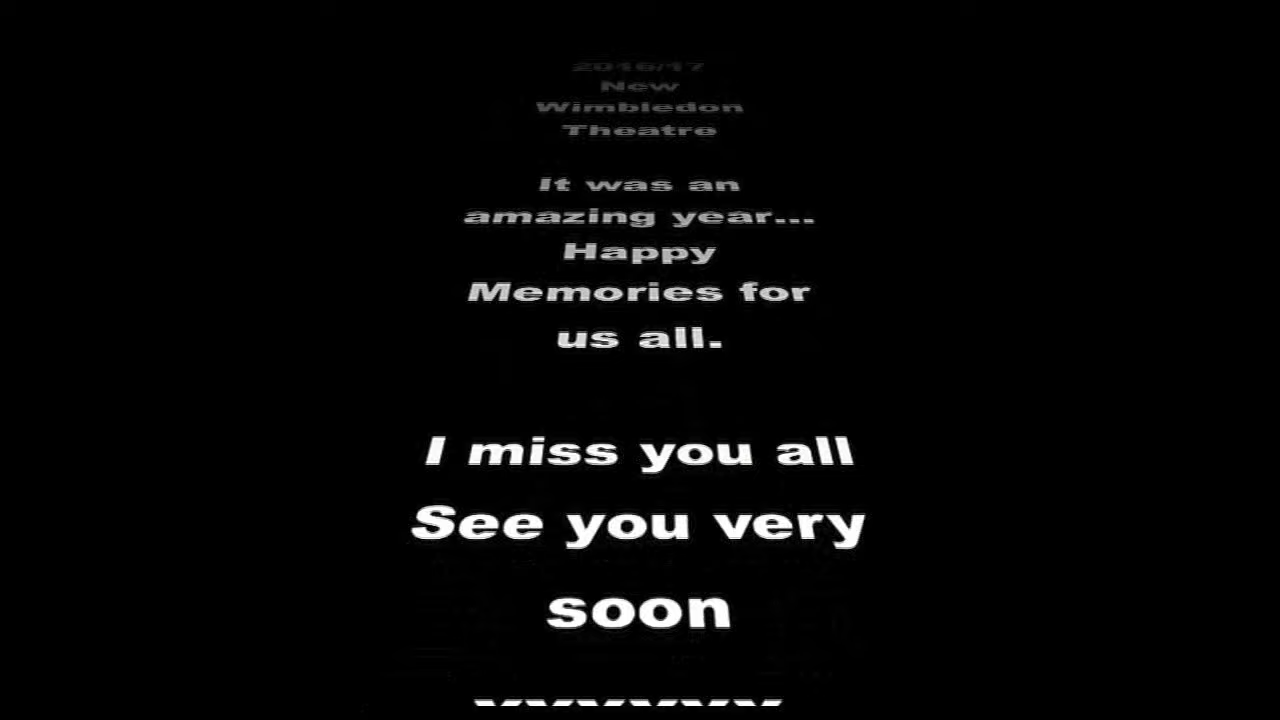 2016/17
New
Wimbledon
Theatre
It was an
amazing year...
Happy
Memories for
us all.
I miss you all
See you very
soon